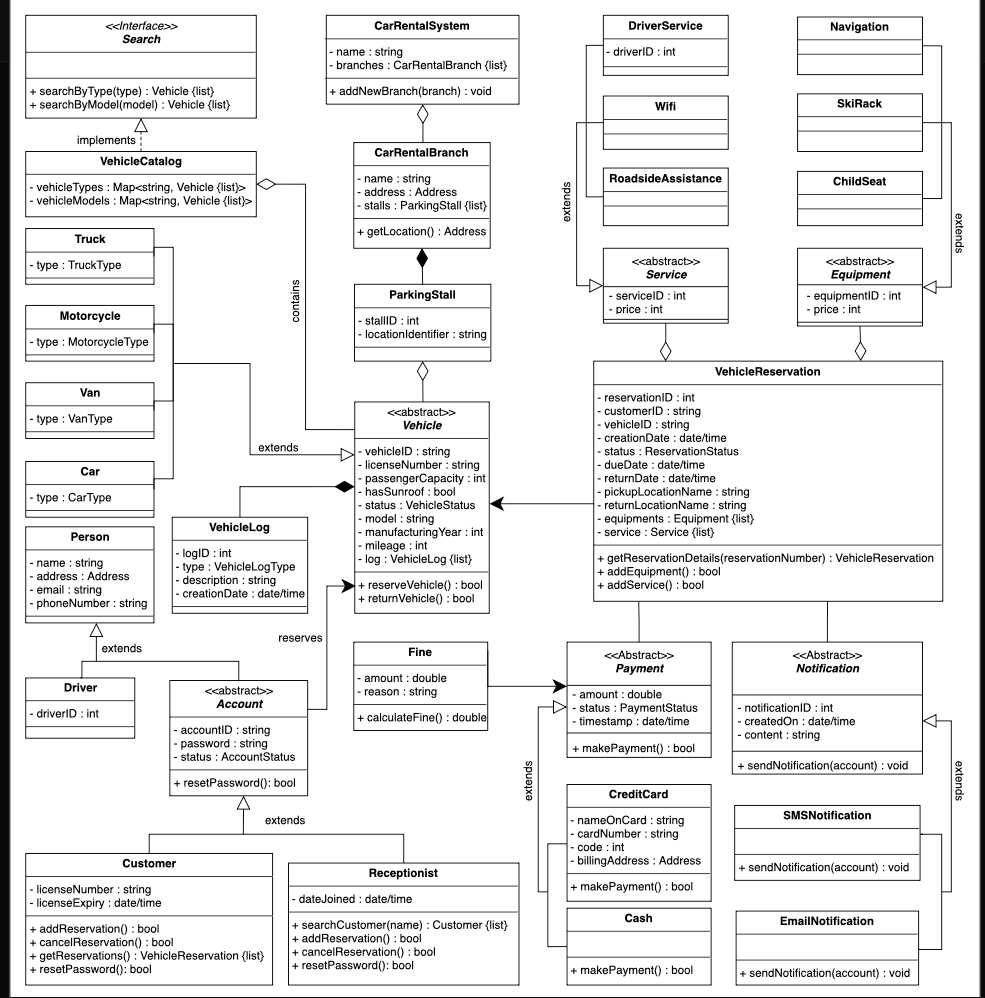 <<Interface>>
Search
+ searchByType(type) : Vehicle {list}
+ searchByModel(model) : Vehicle {list}
implements
VehicleCatalog
- vehicleTypes : Map<string, Vehicle {list}>
- vehicleModels : Map<string, Vehicle {list}>
Truck
- type : TruckType
Motorcycle
- type : MotorcycleType
Van
- type : VanType
Car
- type : CarType
extends
contains
CarRentalSystem
- name : string
- branches : CarRentalBranch {list}
+ addNewBranch(branch) : void
CarRentalBranch
- name : string
- address : Address
- stalls : ParkingStall {list}
+ getLocation() : Address
ParkingStall
- stallID : int
- locationIdentifier : string
<<abstract>>
Vehicle
- vehicleID : string
- licenseNumber : string
- passengerCapacity : int
- hasSunroof : bool
- status : VehicleStatus
- model : string
- manufacturingYear : int
- mileage : int
- log : VehicleLog {list}
+ reserveVehicle() : bool
+ returnVehicle() : bool
DriverService
- driverID : int
Wifi
RoadsideAssistance
extends
<<abstract>>
Service
- serviceID : int
- price : int
Navigation
SkiRack
ChildSeat
extends
<<abstract>>
Equipment
- equipmentID : int
- price : int
VehicleReservation
- reservationID : int
- customerID : string
- vehicleID : string
- creationDate : date/time
- status : ReservationStatus
- dueDate : date/time
- returnDate : date/time
- pickupLocationName : string
- returnLocationName : string
- equipments : Equipment {list}
- service : Service {list}
+ getReservationDetails(reservationNumber) : VehicleReservation
+ addEquipment() : bool
+ addService() : bool
VehicleLog
- logID : int
- type : VehicleLogType
- description : string
- creationDate : date/time
Person
- name : string
- address : Address
- email : string
- phoneNumber : string
extends
reserves
Driver
- driverID : int
<<abstract>>
Account
- accountID : string
- password : string
- status : AccountStatus
+ resetPassword(): bool
extends
Customer
- licenseNumber : string
- licenseExpiry : date/time
+ addReservation() : bool
+ cancelReservation() : bool
+ getReservations() : VehicleReservation {list}
+ resetPassword(): bool
Receptionist
- dateJoined : date/time
+ searchCustomer(name) : Customer {list}
+ addReservation() : bool
+ cancelReservation() : bool
+ resetPassword(): bool
Fine
- amount : double
- reason : string
+ calculateFine() : double
<<Abstract>>
Payment
- amount : double
- status : PaymentStatus
- timestamp : date/time
+ makePayment() : bool
extends
CreditCard
- nameOnCard : string
- cardNumber : string
- code : int
- billingAddress : Address
+ makePayment() : bool
Cash
+ makePayment() : bool
<<Abstract>>
Notification
- notificationID : int
- createdOn : date/time
- content : string
+ sendNotification(account) : void
extends
SMSNotification
+ sendNotification(account) : void
EmailNotification
+ sendNotification(account) : void